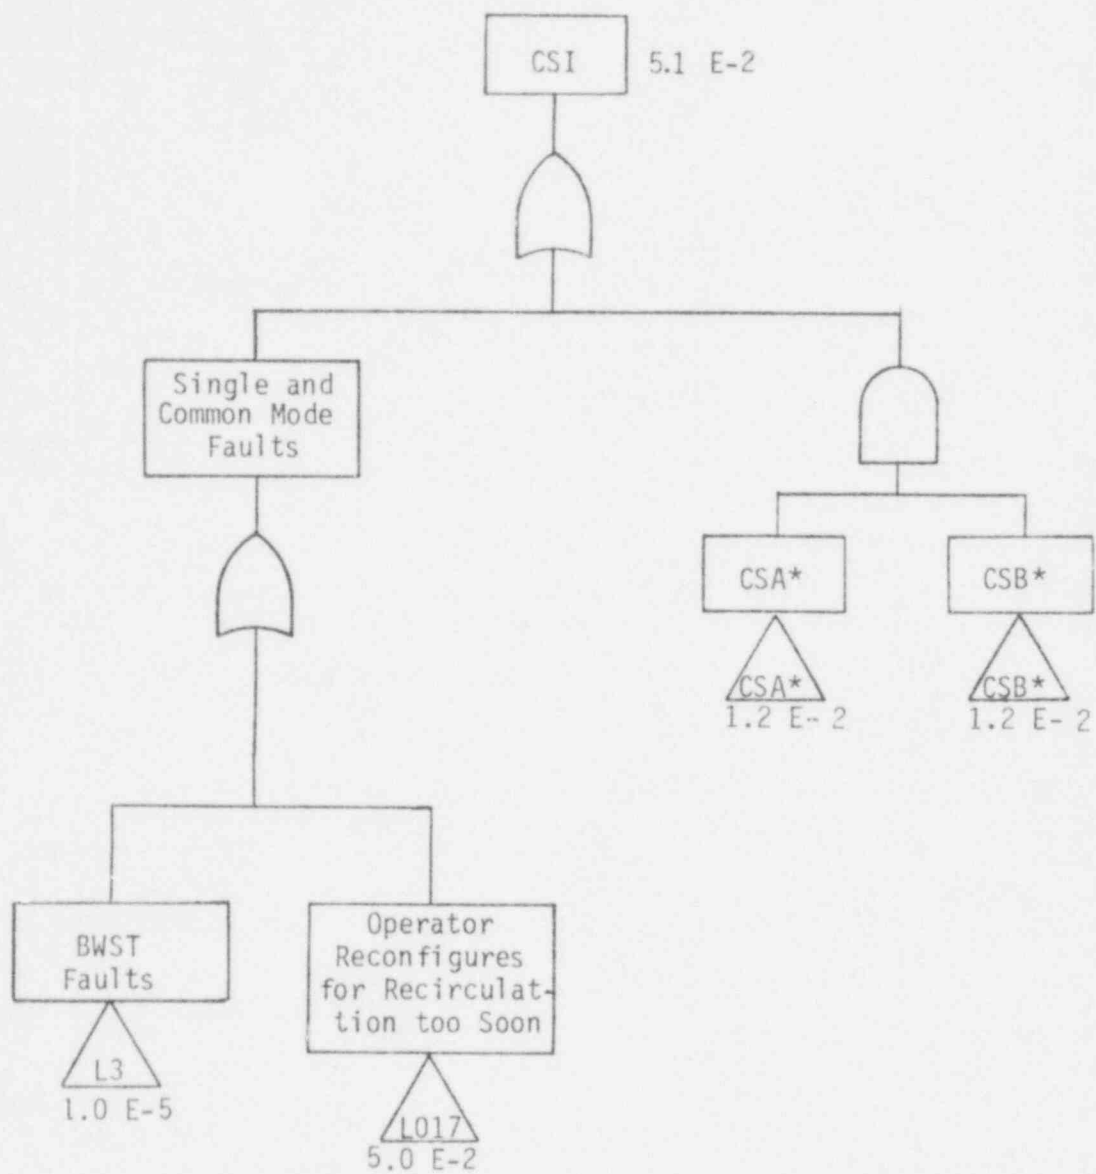 CSI
5.1 E-2
Single and
Common Mode
Faults
CSA*
CSB*
CSA*
CSB*
1.2 E-2
1.2 E-2
BWST
Faults
Operator
Reconfigures
for Recirculat-
tion too Soon
L3
1.0 E-5
L017
5.0 E-2